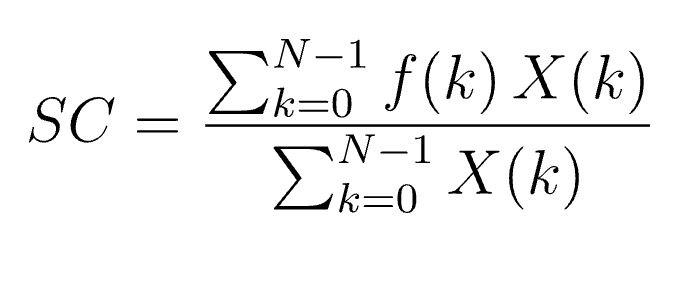 SC = \frac{\sum_{k=0}^{N-1} f(k) \, X(k)}{\sum_{k=0}^{N-1} X(k)}